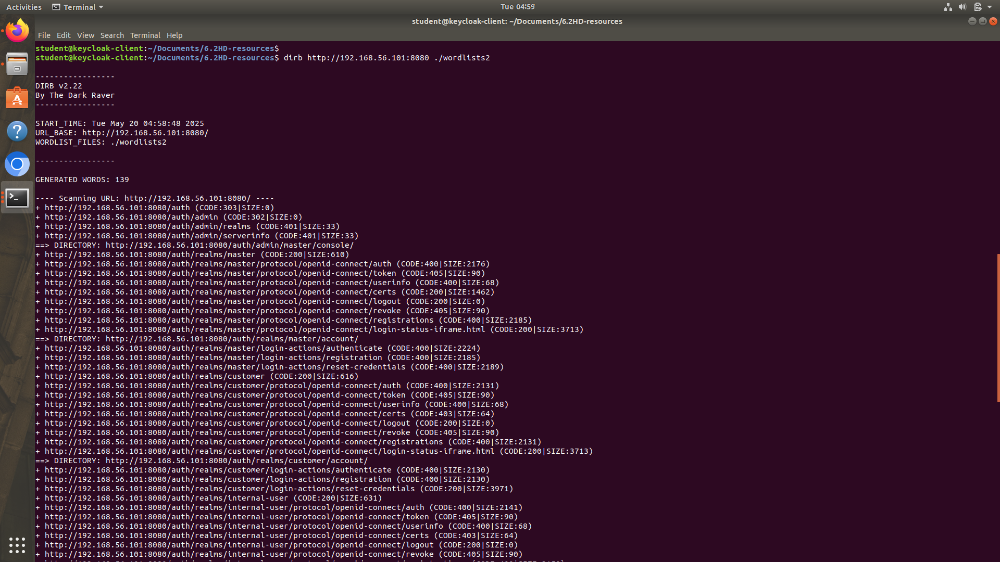 Activities
Terminal
Tue 04:59
student@keycloak-client: ~/Documents/6.2HD-resources
File Edit View Search Terminal Help
student@keycloak-client:~/Documents/6.2HD-resources$
student@keycloak-client:~/Documents/6.2HD-resources$ dirb http://192.168.56.101:8080 ./wordlists2
-----------------
DIRB v2.22
By The Dark Raver
-----------------
START_TIME: Tue May 20 04:58:48 2025
URL_BASE: http://192.168.56.101:8080/
WORDLIST_FILES: ./wordlists2
-----------------
GENERATED WORDS: 139
---- Scanning URL: http://192.168.56.101:8080/ ----
+ http://192.168.56.101:8080/auth (CODE:303|SIZE:0)
+ http://192.168.56.101:8080/auth/admin (CODE:302|SIZE:0)
+ http://192.168.56.101:8080/auth/admin/realms (CODE:401|SIZE:33)
+ http://192.168.56.101:8080/auth/admin/serverinfo (CODE:401|SIZE:33)
==> DIRECTORY: http://192.168.56.101:8080/auth/admin/master/console/
+ http://192.168.56.101:8080/auth/realms/master (CODE:200|SIZE:610)
+ http://192.168.56.101:8080/auth/realms/master/protocol/openid-connect/auth (CODE:400|SIZE:2176)
+ http://192.168.56.101:8080/auth/realms/master/protocol/openid-connect/token (CODE:405|SIZE:90)
+ http://192.168.56.101:8080/auth/realms/master/protocol/openid-connect/userinfo (CODE:400|SIZE:68)
+ http://192.168.56.101:8080/auth/realms/master/protocol/openid-connect/certs (CODE:200|SIZE:1462)
+ http://192.168.56.101:8080/auth/realms/master/protocol/openid-connect/logout (CODE:200|SIZE:0)
+ http://192.168.56.101:8080/auth/realms/master/protocol/openid-connect/revoke (CODE:405|SIZE:90)
+ http://192.168.56.101:8080/auth/realms/master/protocol/openid-connect/registrations (CODE:400|SIZE:2185)
+ http://192.168.56.101:8080/auth/realms/master/protocol/openid-connect/login-status-iframe.html (CODE:200|SIZE:3713)
==> DIRECTORY: http://192.168.56.101:8080/auth/realms/master/account/
+ http://192.168.56.101:8080/auth/realms/master/login-actions/authenticate (CODE:400|SIZE:2224)
+ http://192.168.56.101:8080/auth/realms/master/login-actions/registration (CODE:400|SIZE:2185)
+ http://192.168.56.101:8080/auth/realms/master/login-actions/reset-credentials (CODE:400|SIZE:2189)
+ http://192.168.56.101:8080/auth/realms/customer (CODE:200|SIZE:616)
+ http://192.168.56.101:8080/auth/realms/customer/protocol/openid-connect/auth (CODE:400|SIZE:2131)
+ http://192.168.56.101:8080/auth/realms/customer/protocol/openid-connect/token (CODE:405|SIZE:90)
+ http://192.168.56.101:8080/auth/realms/customer/protocol/openid-connect/userinfo (CODE:400|SIZE:68)
+ http://192.168.56.101:8080/auth/realms/customer/protocol/openid-connect/certs (CODE:403|SIZE:64)
+ http://192.168.56.101:8080/auth/realms/customer/protocol/openid-connect/logout (CODE:200|SIZE:0)
+ http://192.168.56.101:8080/auth/realms/customer/protocol/openid-connect/revoke (CODE:405|SIZE:90)
+ http://192.168.56.101:8080/auth/realms/customer/protocol/openid-connect/registrations (CODE:400|SIZE:2131)
+ http://192.168.56.101:8080/auth/realms/customer/protocol/openid-connect/login-status-iframe.html (CODE:200|SIZE:3713)
==> DIRECTORY: http://192.168.56.101:8080/auth/realms/customer/account/
+ http://192.168.56.101:8080/auth/realms/customer/login-actions/authenticate (CODE:400|SIZE:2130)
+ http://192.168.56.101:8080/auth/realms/customer/login-actions/registration (CODE:400|SIZE:2130)
+ http://192.168.56.101:8080/auth/realms/customer/login-actions/reset-credentials (CODE:200|SIZE:3971)
+ http://192.168.56.101:8080/auth/realms/internal-user (CODE:200|SIZE:631)
+ http://192.168.56.101:8080/auth/realms/internal-user/protocol/openid-connect/auth (CODE:400|SIZE:2141)
+ http://192.168.56.101:8080/auth/realms/internal-user/protocol/openid-connect/token (CODE:405|SIZE:90)
+ http://192.168.56.101:8080/auth/realms/internal-user/protocol/openid-connect/userinfo (CODE:400|SIZE:68)
+ http://192.168.56.101:8080/auth/realms/internal-user/protocol/openid-connect/certs (CODE:403|SIZE:64)
+ http://192.168.56.101:8080/auth/realms/internal-user/protocol/openid-connect/logout (CODE:200|SIZE:0)
+ http://192.168.56.101:8080/auth/realms/internal-user/protocol/openid-connect/revoke (CODE:405|SIZE:90)